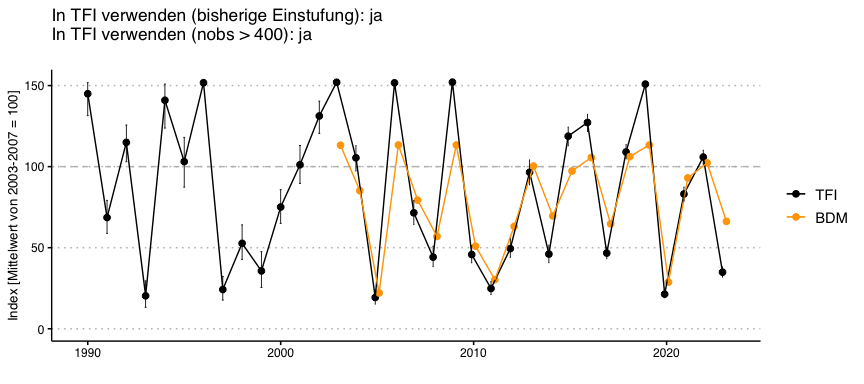 In TFI verwenden (bisherige Einstufung): ja
In TFI verwenden (nobs > 400): ja
Index [Mittelwert von 2003-2007 = 100]
150
100
50
0
1990
2000
2010
2020
TFI
BDM